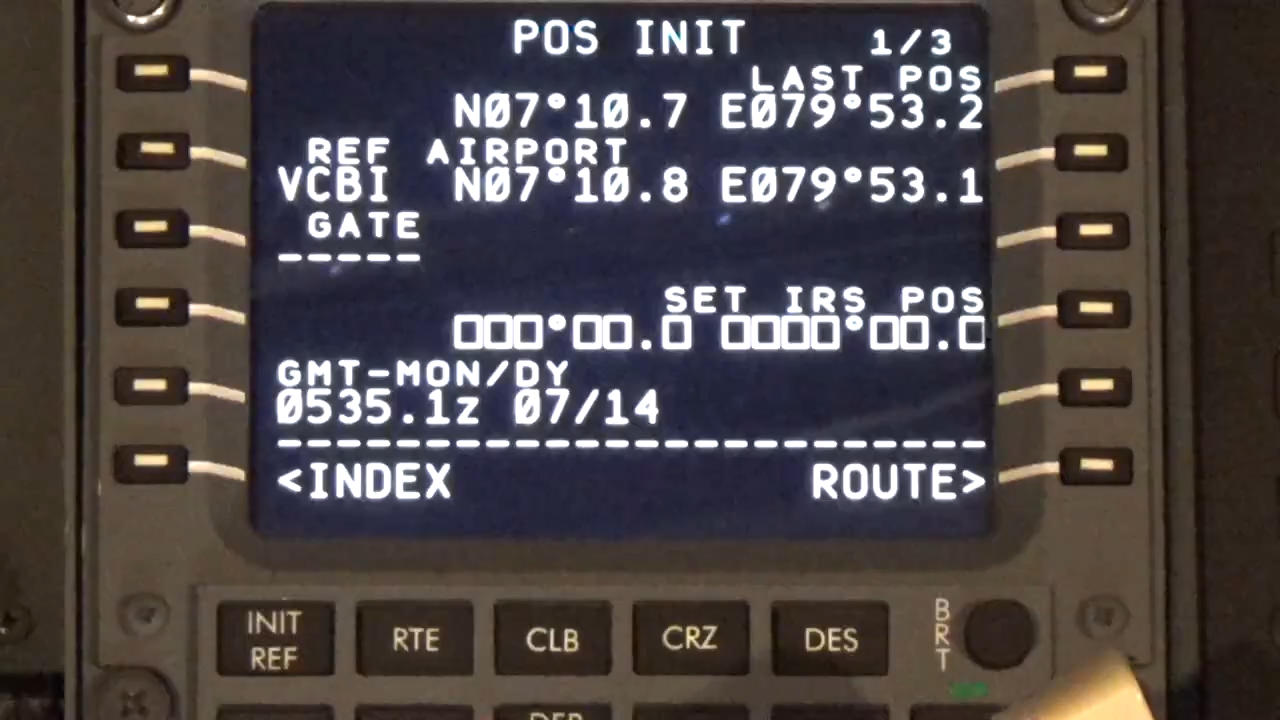 POS INIT 1/3
LAST POS
N07°10.7 E079°53.2
REF AIRPORT
VCBI N07°10.8 E079°53.1
GATE
-----
SET IRS POS
□□□°□□.□ □□□□°□□.□
GMT-MON/DY
0535.1z 07/14
------------------------
<INDEX ROUTE>
INIT REF RTE CLB CRZ DES BRT